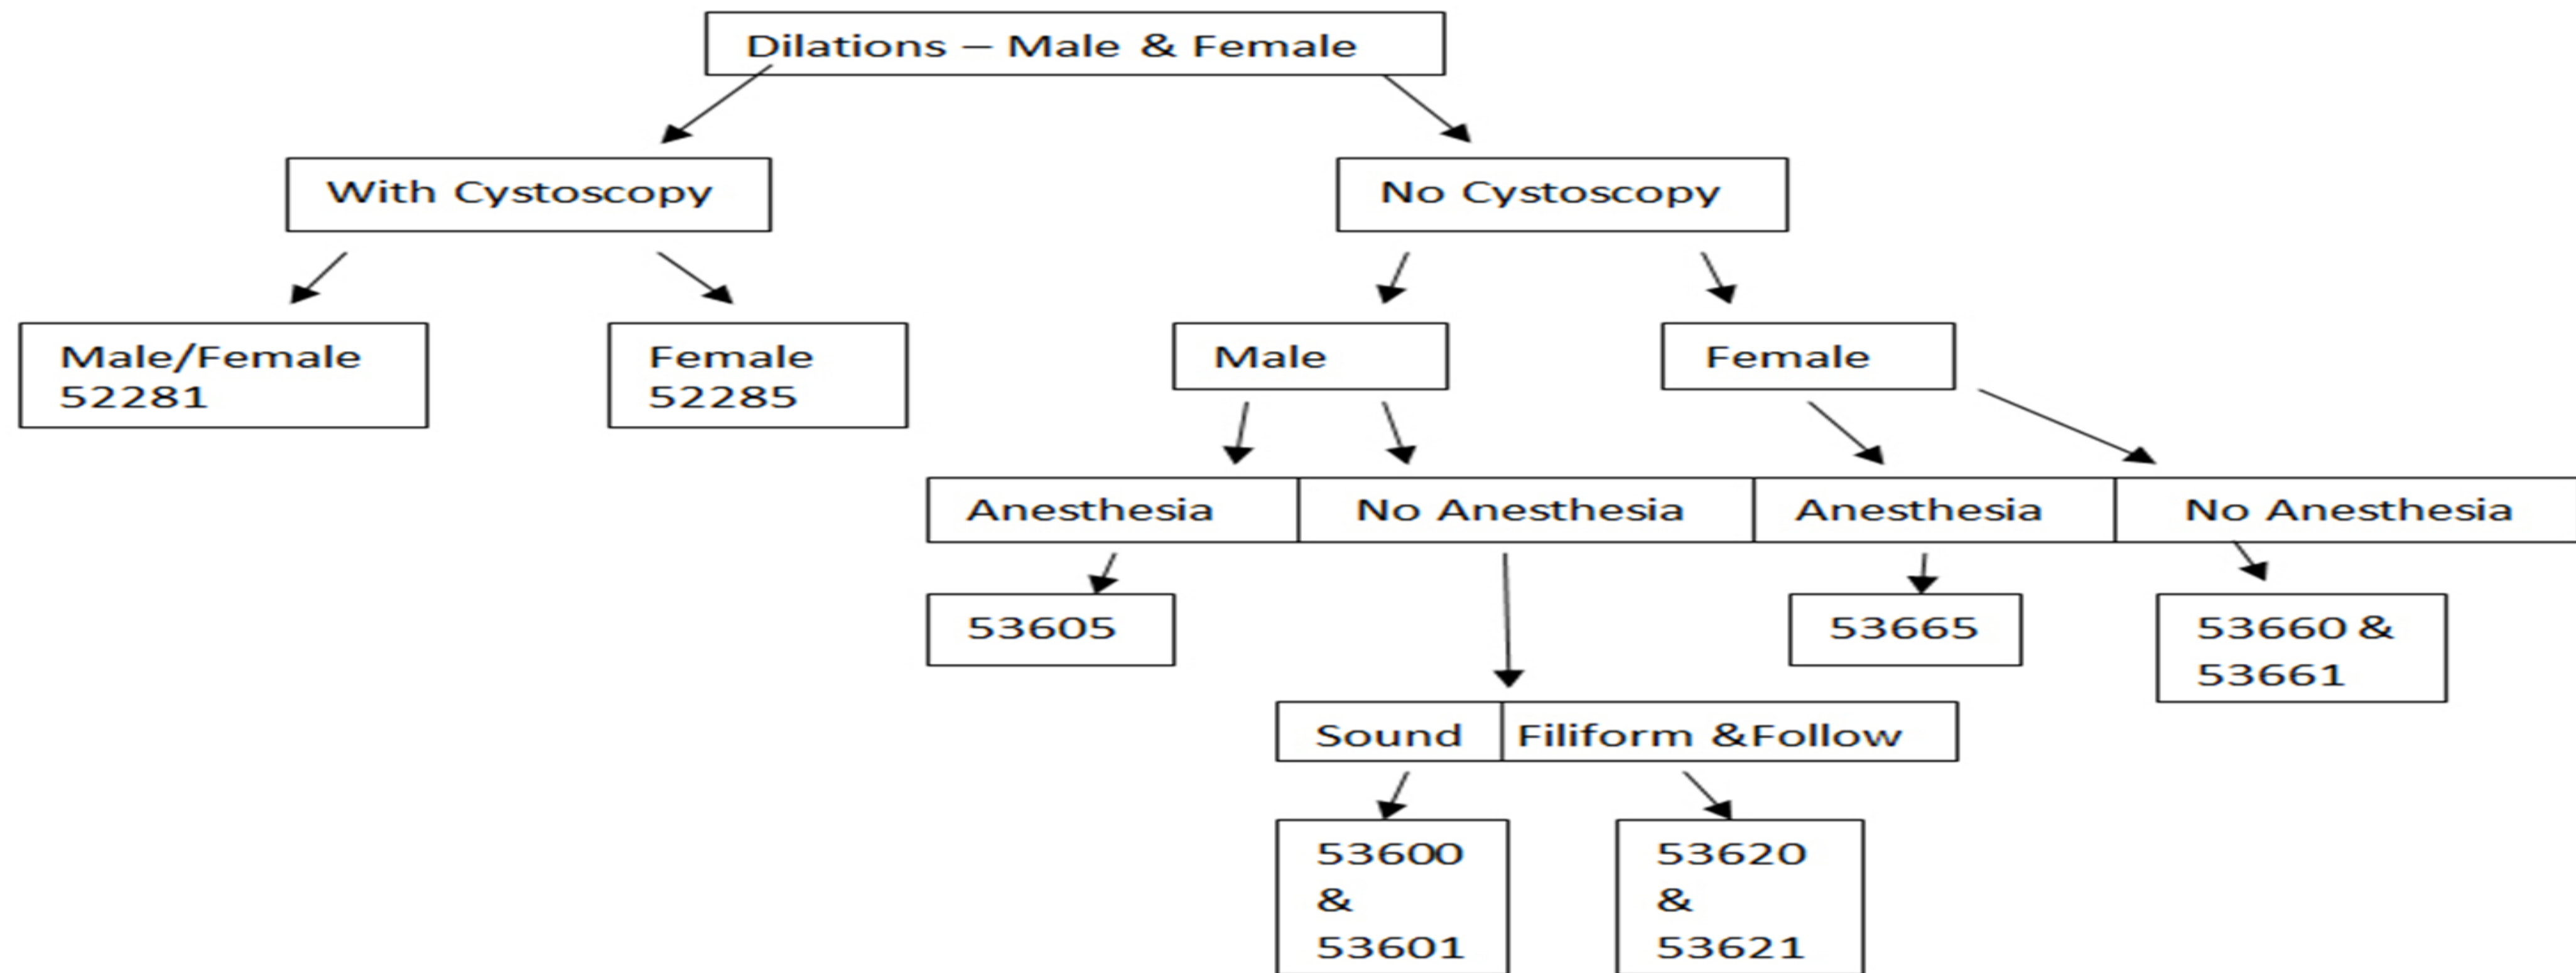 Dilations – Male & Female
With Cystoscopy
No Cystoscopy
Male/Female
52281
Female
52285
Male
Female
Anesthesia
No Anesthesia
Anesthesia
No Anesthesia
53605
53665
53660 &
53661
Sound
Filiform &Follow
53600
&
53601
53620
&
53621